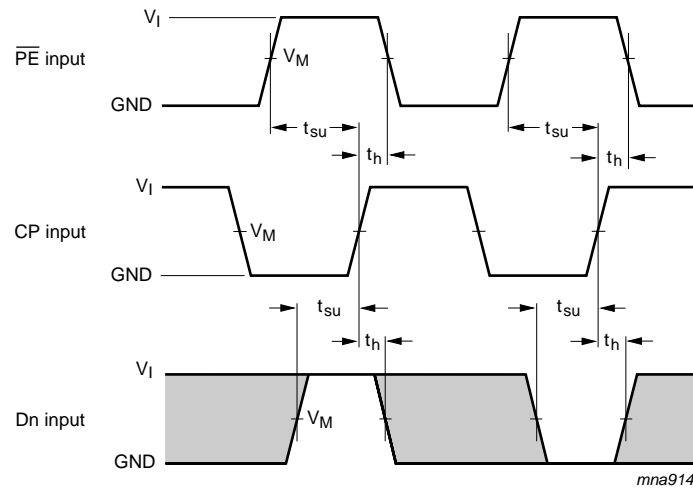 VI
PE input
VM
GND
tsu
tsu
th
th
VI
CP input
VM
GND
tsu
tsu
th
th
VI
Dn input
VM
GND
mna914